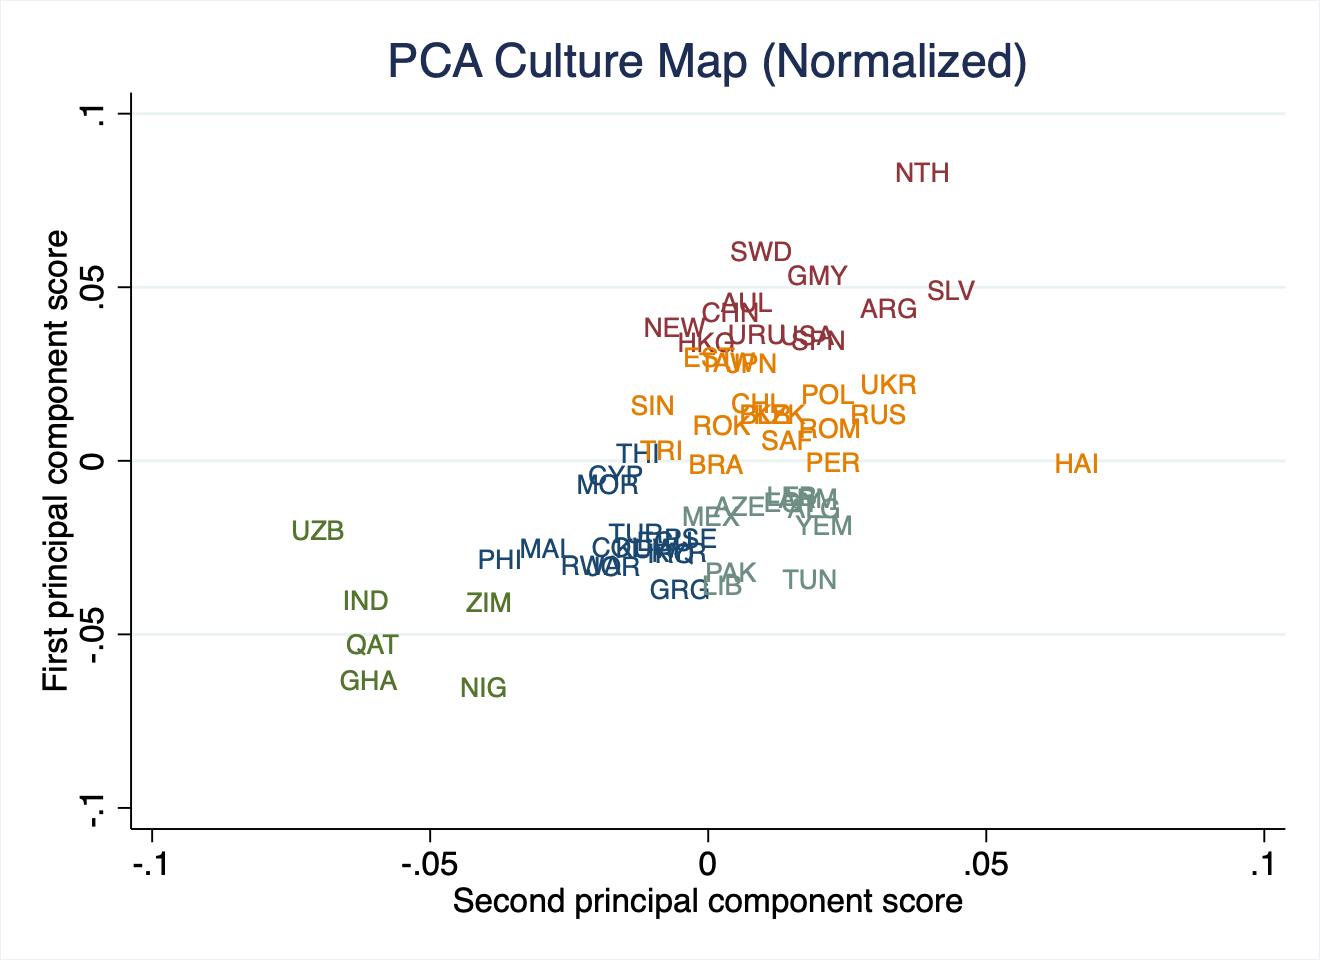 PCA Culture Map (Normalized)
First principal component score
.1
.05
0
-.05
-.1
NTH
SWD
GMY
SLV
AUL
ARG
CHN
NEW
URU
USA
SPN
HKG
EST
TAW
JPN
UKR
POL
SIN
CHL
RUS
ROK
ROM
SAF
THI
TRI
BRA
PER
HAI
CYP
MOR
AZE
MEX
ALG
YEM
UZB
TUR
MAL
PHI
RWA
JOR
PAK
TUN
LIB
GRG
IND
ZIM
QAT
GHA
NIG
-.1
-.05
0
.05
.1
Second principal component score